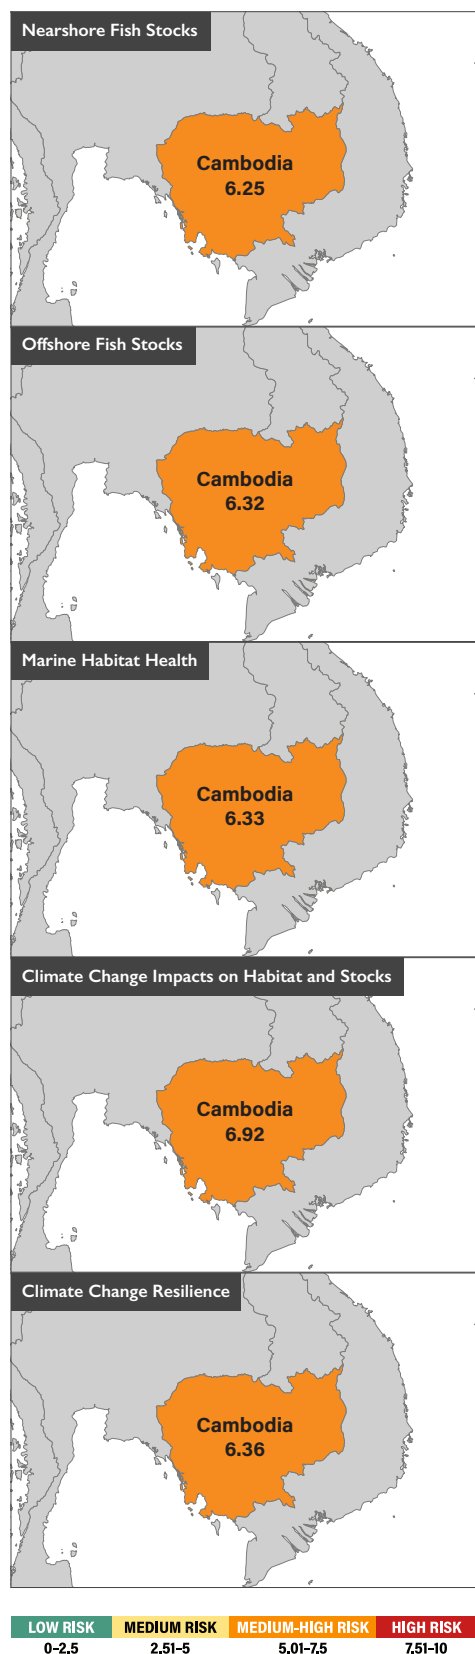 Nearshore Fish Stocks
Cambodia
6.25
Offshore Fish Stocks
Cambodia
6.32
Marine Habitat Health
Cambodia
6.33
Climate Change Impacts on Habitat and Stocks
Cambodia
6.92
Climate Change Resilience
Cambodia
6.36
LOW RISK MEDIUM RISK MEDIUM-HIGH RISK HIGH RISK
0–2.5 2.51–5 5.01–7.5 7.51–10